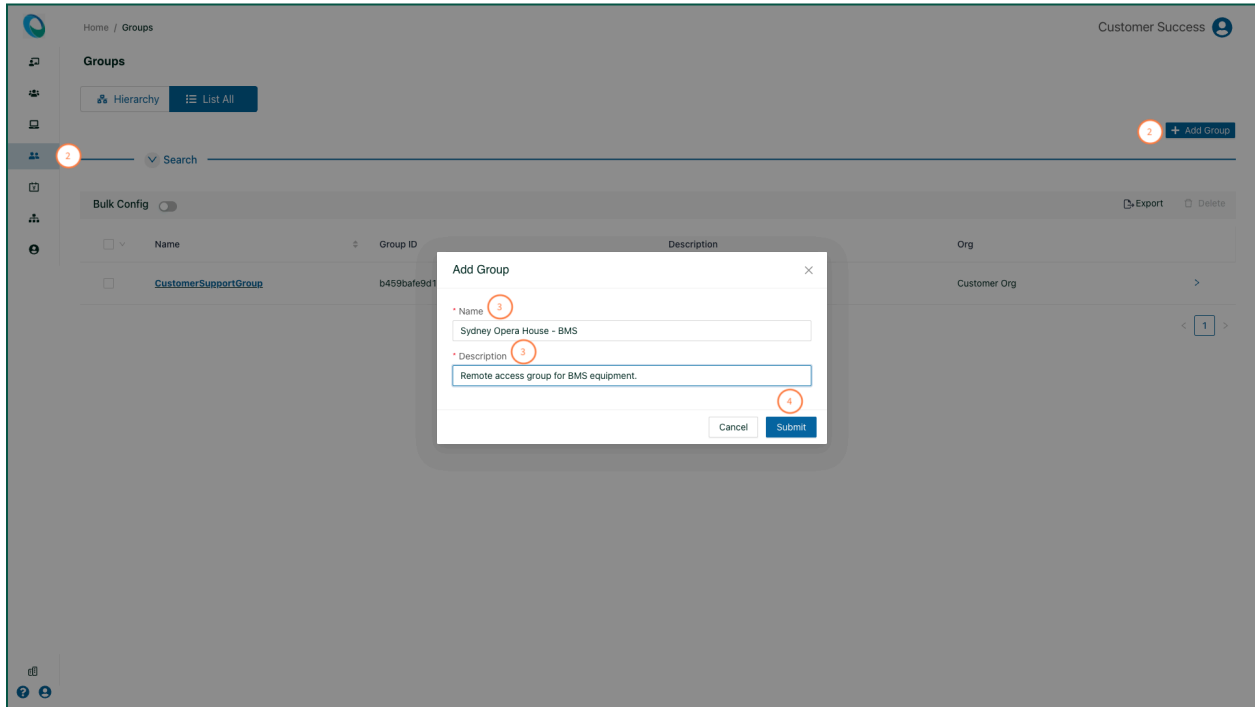 Home / Groups
Customer Success
Groups
Hierarchy
List All
2
+ Add Group
2
Search
Bulk Config
Export
Delete
Name
Group ID
Description
Org
CustomerSupportGroup
b459bafe9d1
Customer Org
< 1 >
Add Group
* Name
3
Sydney Opera House - BMS
* Description
3
Remote access group for BMS equipment.
4
Cancel
Submit